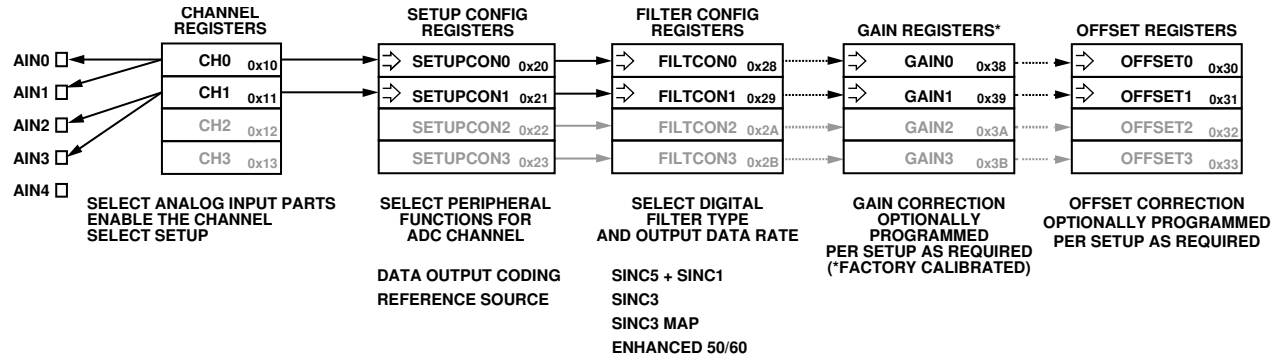 CHANNEL
REGISTERS
SETUP CONFIG
REGISTERS
FILTER CONFIG
REGISTERS
GAIN REGISTERS*
OFFSET REGISTERS
AIN0
CH0 0x10
SETUPCON0 0x20
FILTCON0 0x28
GAIN0 0x38
OFFSET0 0x30
AIN1
CH1 0x11
SETUPCON1 0x21
FILTCON1 0x29
GAIN1 0x39
OFFSET1 0x31
AIN2
CH2 0x12
SETUPCON2 0x22
FILTCON2 0x2A
GAIN2 0x3A
OFFSET2 0x32
AIN3
CH3 0x13
SETUPCON3 0x23
FILTCON3 0x2B
GAIN3 0x3B
OFFSET3 0x33
AIN4
SELECT ANALOG INPUT PARTS
ENABLE THE CHANNEL
SELECT SETUP
SELECT PERIPHERAL
FUNCTIONS FOR
ADC CHANNEL
SELECT DIGITAL
FILTER TYPE
AND OUTPUT DATA RATE
GAIN CORRECTION
OPTIONALLY
PROGRAMMED
PER SETUP AS REQUIRED
(*FACTORY CALIBRATED)
OFFSET CORRECTION
OPTIONALLY PROGRAMMED
PER SETUP AS REQUIRED
DATA OUTPUT CODING
REFERENCE SOURCE
SINC5 + SINC1
SINC3
SINC3 MAP
ENHANCED 50/60